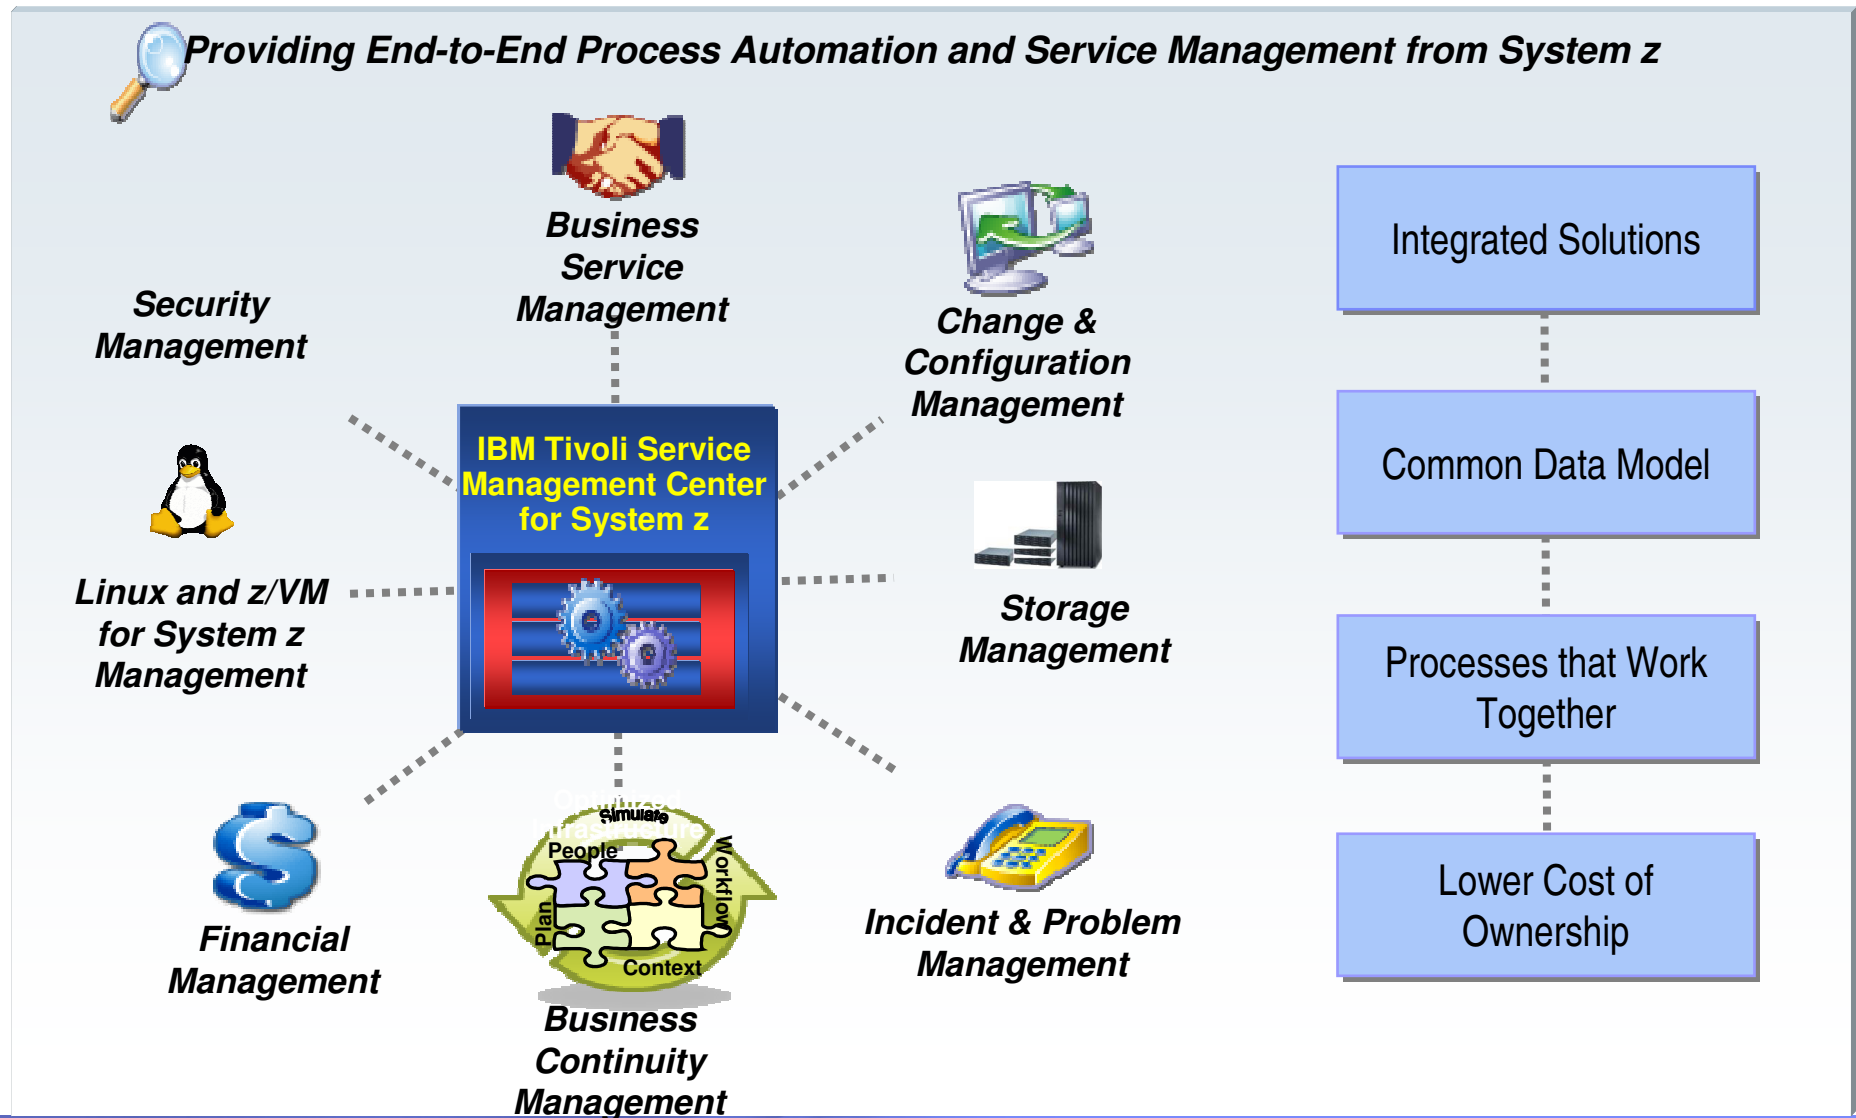 Providing End-to-End Process Automation and Service Management from System z
Business
Service
Management
Security
Management
Change &
Configuration
Management
IBM Tivoli Service
Management Center
for System z
Linux and z/VM
for System z
Management
Storage
Management
Financial
Management
Optimized
Infrastructure
Simulate
People
Workflow
Plan
Context
Business
Continuity
Management
Incident & Problem
Management
Integrated Solutions
Common Data Model
Processes that Work
Together
Lower Cost of
Ownership